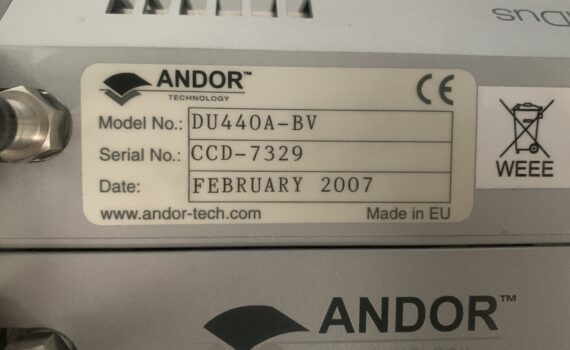 snp
ANDOR™
TECHNOLOGY
CE
Model No.: DU440A-BV
Serial No.: CCD-7329
Date: FEBRUARY 2007
www.andor-tech.com Made in EU
WEEE
ANDOR™